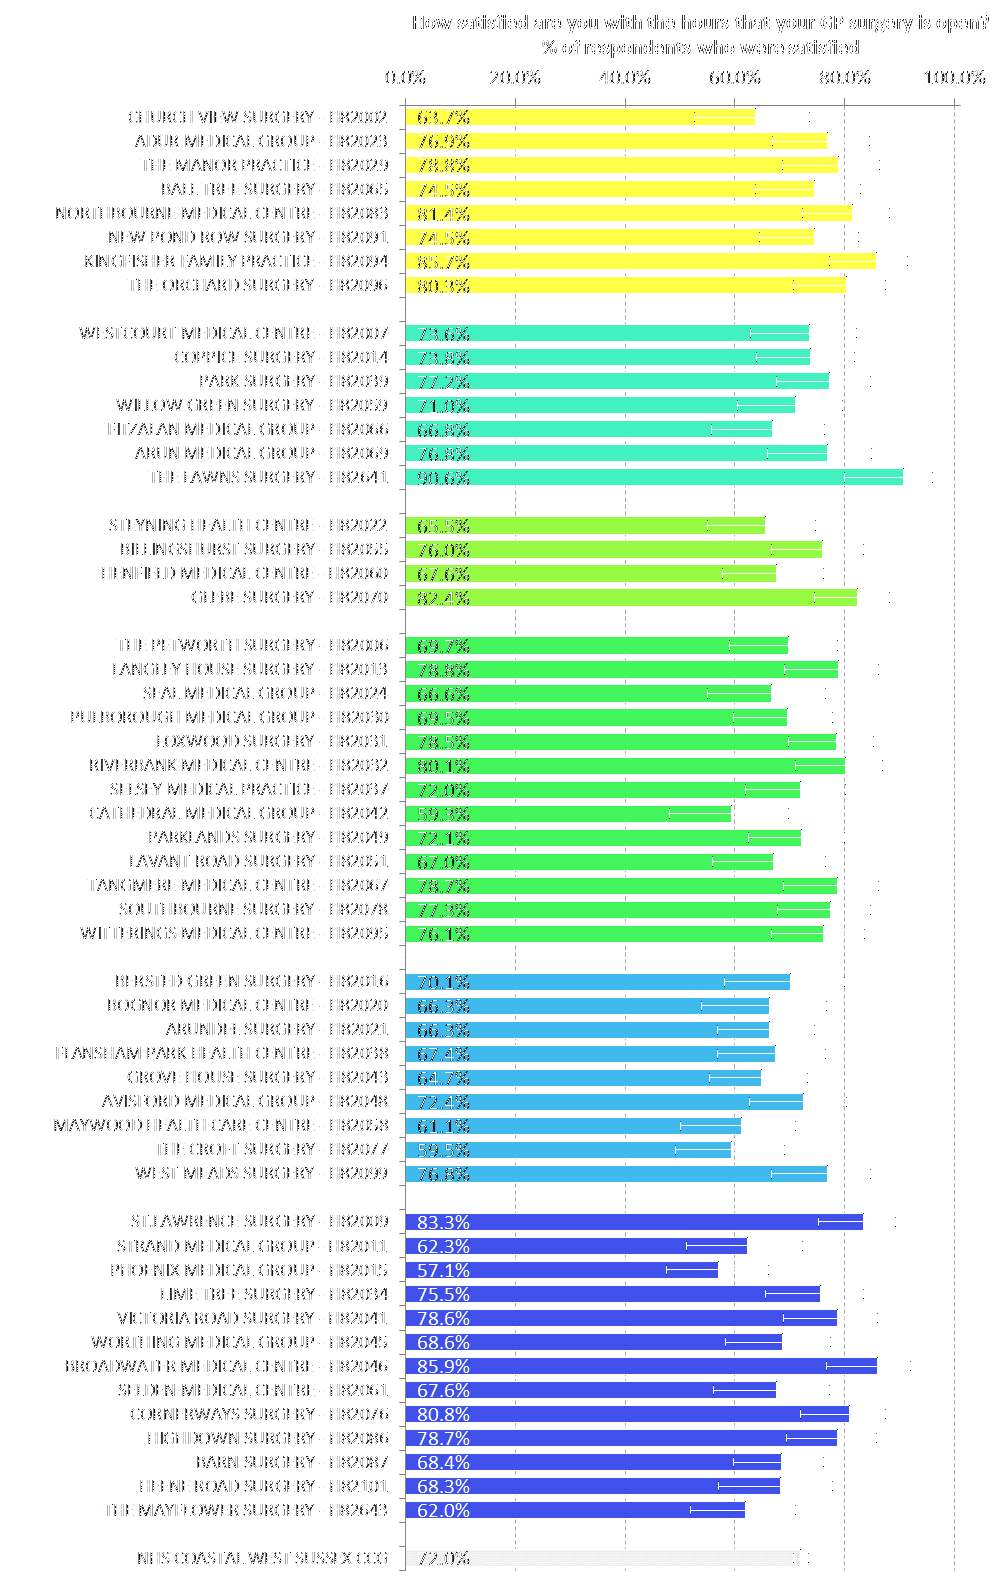 How satisfied are you with the hours that your GP surgery is open?
% of respondents who were satisfied
0.0% 20.0% 40.0% 60.0% 80.0% 100.0%
CHURCH VIEW SURGERY - H82002 63.7%
ADUR MEDICAL GROUP - H82023 76.9%
THE MANOR PRACTICE - H82029 78.8%
BALL TREE SURGERY - H82065 74.5%
NORTHBOURNE MEDICAL CENTRE - H82083 81.4%
NEW POND ROW SURGERY - H82091 74.5%
KINGFISHER FAMILY PRACTICE - H82094 85.7%
THE ORCHARD SURGERY - H82096 80.3%
WESTCOURT MEDICAL CENTRE - H82007 73.6%
COPPICE SURGERY - H82014 73.8%
PARK SURGERY - H82039 77.2%
WILLOW GREEN SURGERY - H82059 71.0%
FITZALAN MEDICAL GROUP - H82066 66.8%
ARUN MEDICAL GROUP - H82069 76.8%
THE LAWNS SURGERY - H82641 90.6%
STEYNING HEALTH CENTRE - H82022 65.5%
BILLINGSHURST SURGERY - H82055 76.0%
HENFIELD MEDICAL CENTRE - H82060 67.6%
GLEBE SURGERY - H82070 82.4%
THE PETWORTH SURGERY - H82006 69.7%
LANGLEY HOUSE SURGERY - H82013 78.8%
SEAL MEDICAL GROUP - H82024 66.6%
PULBOROUGH MEDICAL GROUP - H82030 69.5%
LOXWOOD SURGERY - H82031 78.5%
RIVERBANK MEDICAL CENTRE - H82032 80.1%
SELSEY MEDICAL PRACTICE - H82037 72.0%
CATHEDRAL MEDICAL GROUP - H82042 59.3%
PARKLANDS SURGERY - H82049 72.1%
LAVANT ROAD SURGERY - H82051 67.0%
TANGMERE MEDICAL CENTRE - H82067 78.7%
SOUTHBOURNE SURGERY - H82078 77.3%
WITTERINGS MEDICAL CENTRE - H82095 76.1%
BERSTED GREEN SURGERY - H82016 70.1%
BOGNOR MEDICAL CENTRE - H82020 66.3%
ARUNDEL SURGERY - H82021 66.3%
FLANSHAM PARK HEALTH CENTRE - H82038 67.4%
GROVE HOUSE SURGERY - H82043 64.7%
AVISFORD MEDICAL GROUP - H82048 72.4%
MAYWOOD HEALTH CARE CENTRE - H82058 61.1%
THE CROFT SURGERY - H82077 59.5%
WEST MEADS SURGERY - H82099 76.8%
ST.LAWRENCE SURGERY - H82009 83.3%
STRAND MEDICAL GROUP - H82011 62.3%
PHOENIX MEDICAL GROUP - H82015 57.1%
LIME TREE SURGERY - H82034 75.5%
VICTORIA ROAD SURGERY - H82041 78.6%
WORTHING MEDICAL GROUP - H82045 68.6%
BROADWATER MEDICAL CENTRE - H82046 85.9%
SELDEN MEDICAL CENTRE - H82061 67.6%
CORNERWAYS SURGERY - H82076 80.8%
HIGHDOWN SURGERY - H82086 78.7%
BARN SURGERY - H82087 68.4%
HEENE ROAD SURGERY - H82101 68.3%
THE MAYFLOWER SURGERY - H82643 62.0%
NHS COASTAL WEST SUSSEX CCG 72.0%